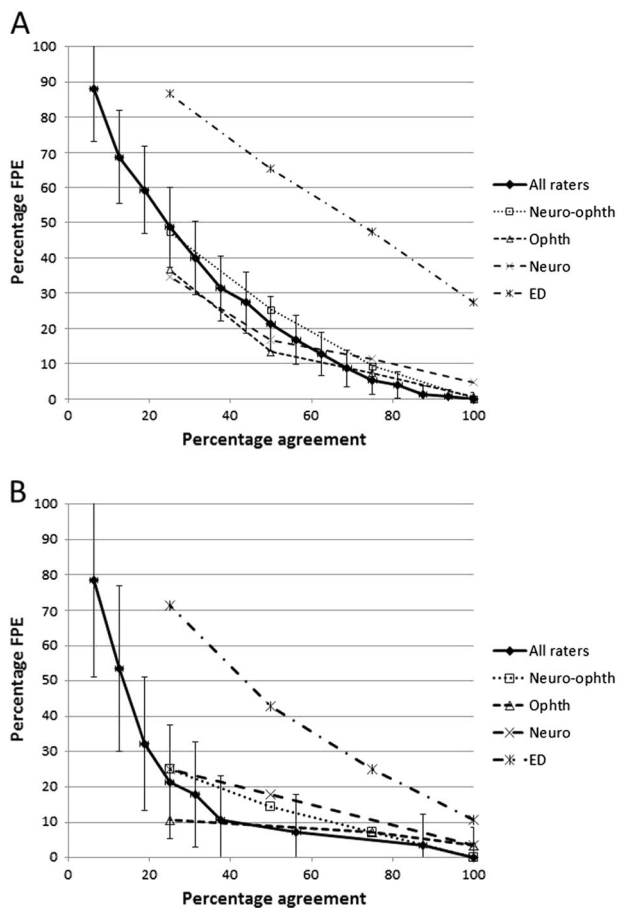 A
Percentage FPE
100
90
80
70
60
50
40
30
20
10
0
0 20 40 60 80 100
Percentage agreement
All raters
Neuro-ophth
Ophth
Neuro
ED
B
Percentage FPE
100
90
80
70
60
50
40
30
20
10
0
0 20 40 60 80 100
Percentage agreement
All raters
Neuro-ophth
Ophth
Neuro
ED